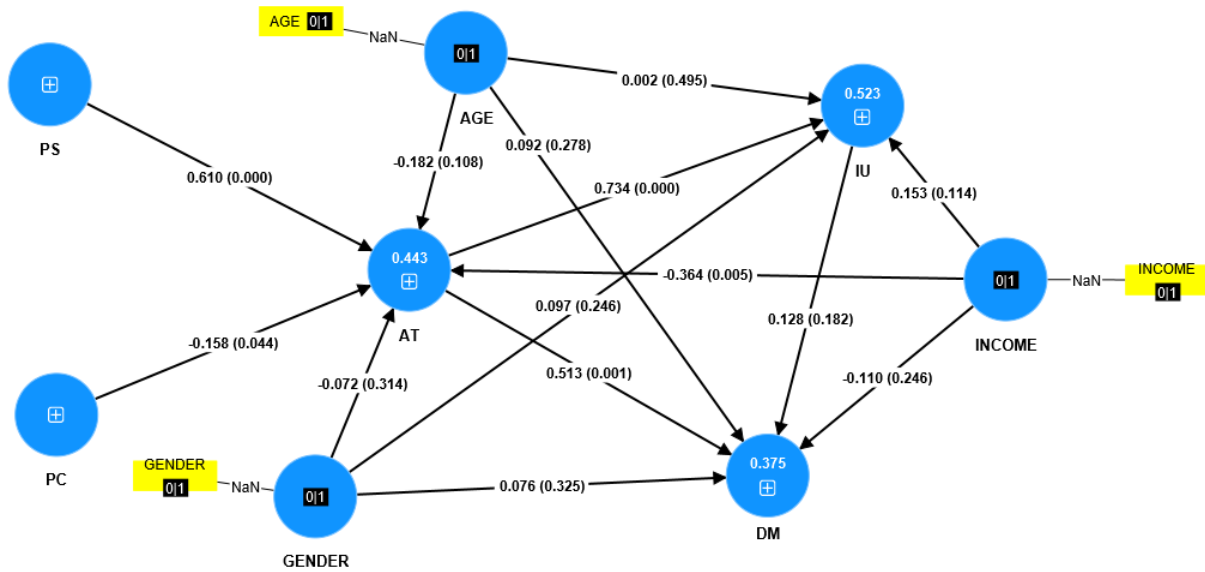 AGE 0|1
NaN
0|1
AGE
PS
0.002 (0.495)
0.523
IU
0.092 (0.278)
-0.182 (0.108)
0.610 (0.000)
0.734 (0.000)
0.153 (0.114)
0.443
AT
-0.364 (0.005)
0|1
INCOME
NaN
INCOME
0|1
0.097 (0.246)
0.128 (0.182)
-0.158 (0.044)
-0.072 (0.314)
0.513 (0.001)
-0.110 (0.246)
PC
GENDER
0|1
NaN
0|1
GENDER
0.076 (0.325)
0.375
DM